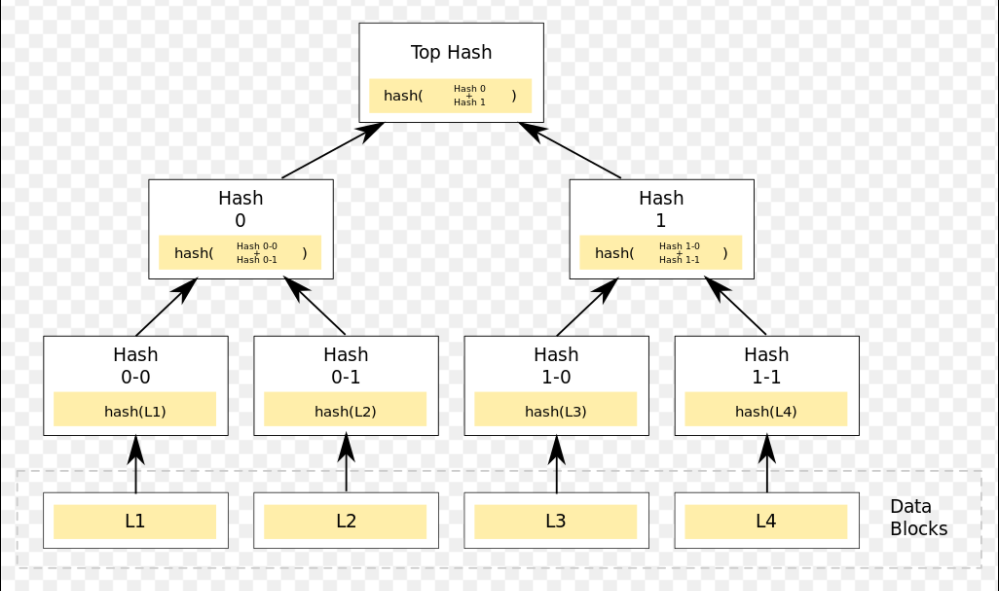 Top Hash
hash( Hash 0 + Hash 1 )
Hash
0
hash( Hash 0-0 + Hash 0-1 )
Hash
1
hash( Hash 1-0 + Hash 1-1 )
Hash
0-0
hash(L1)
Hash
0-1
hash(L2)
Hash
1-0
hash(L3)
Hash
1-1
hash(L4)
L1
L2
L3
L4
Data
Blocks